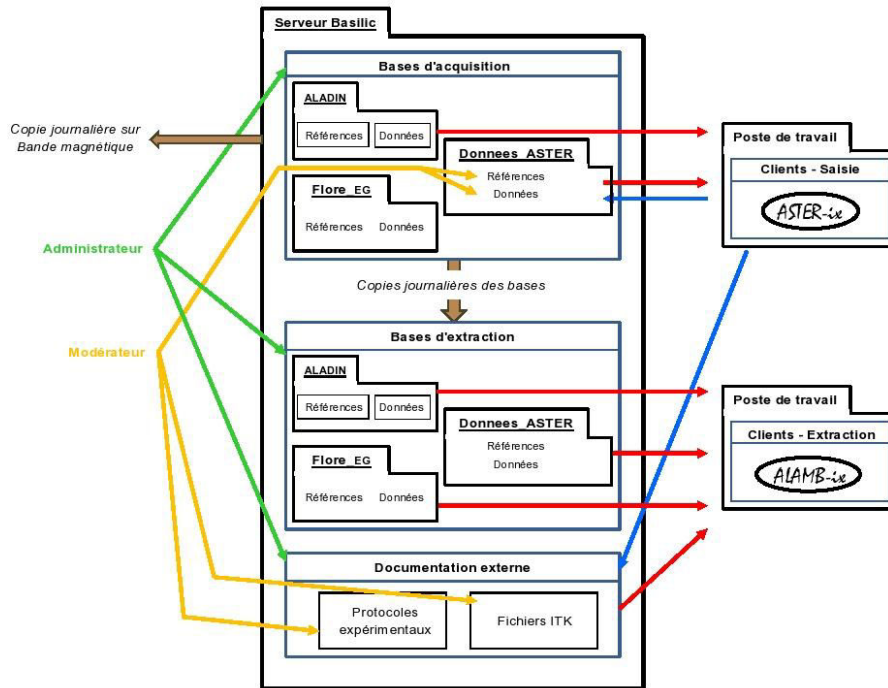 Serveur Basilic
Bases d'acquisition
ALADIN
Références
Données
Copie journalière sur
Bande magnétique
Donnees_ASTER
Références
Données
Flore_EG
Références
Données
Poste de travail
Clients - Saisie
ASTER-ix
Administrateur
Copies journalières des bases
Modérateur
Bases d'extraction
ALADIN
Références
Données
Donnees_ASTER
Références
Données
Flore_EG
Références
Données
Poste de travail
Clients - Extraction
ALAMB-ix
Documentation externe
Protocoles
expérimentaux
Fichiers ITK